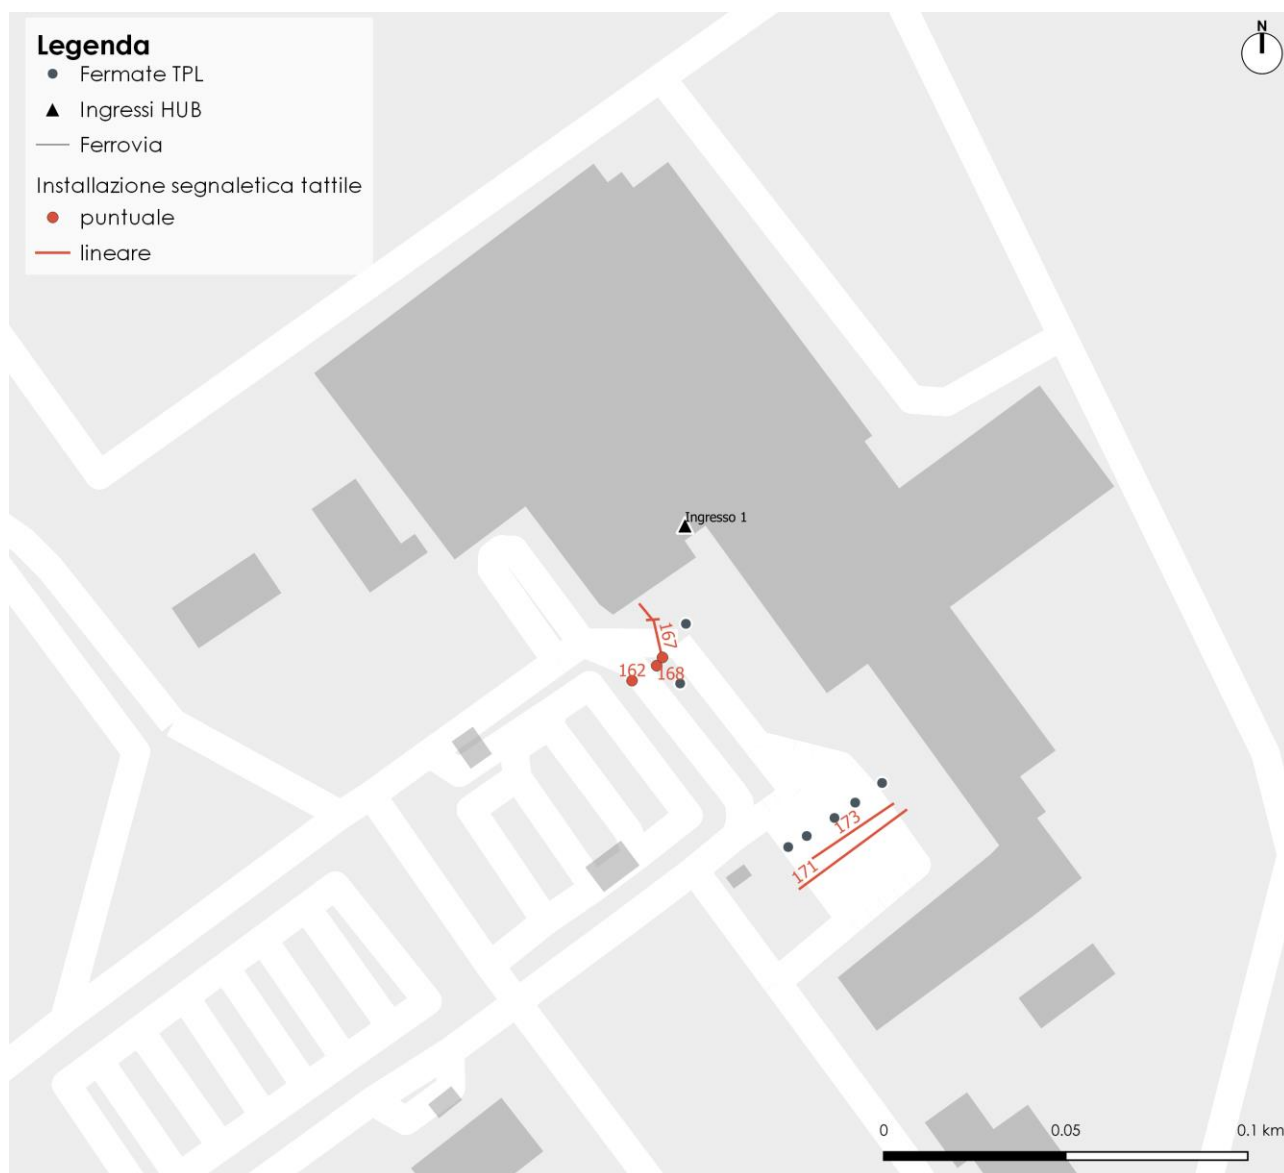 Legenda
Fermate TPL
Ingressi HUB
Ferrovia
Installazione segnaletica tattile
puntuale
lineare
N
Ingresso 1
167
162
168
173
171
0 0.05 0.1 km